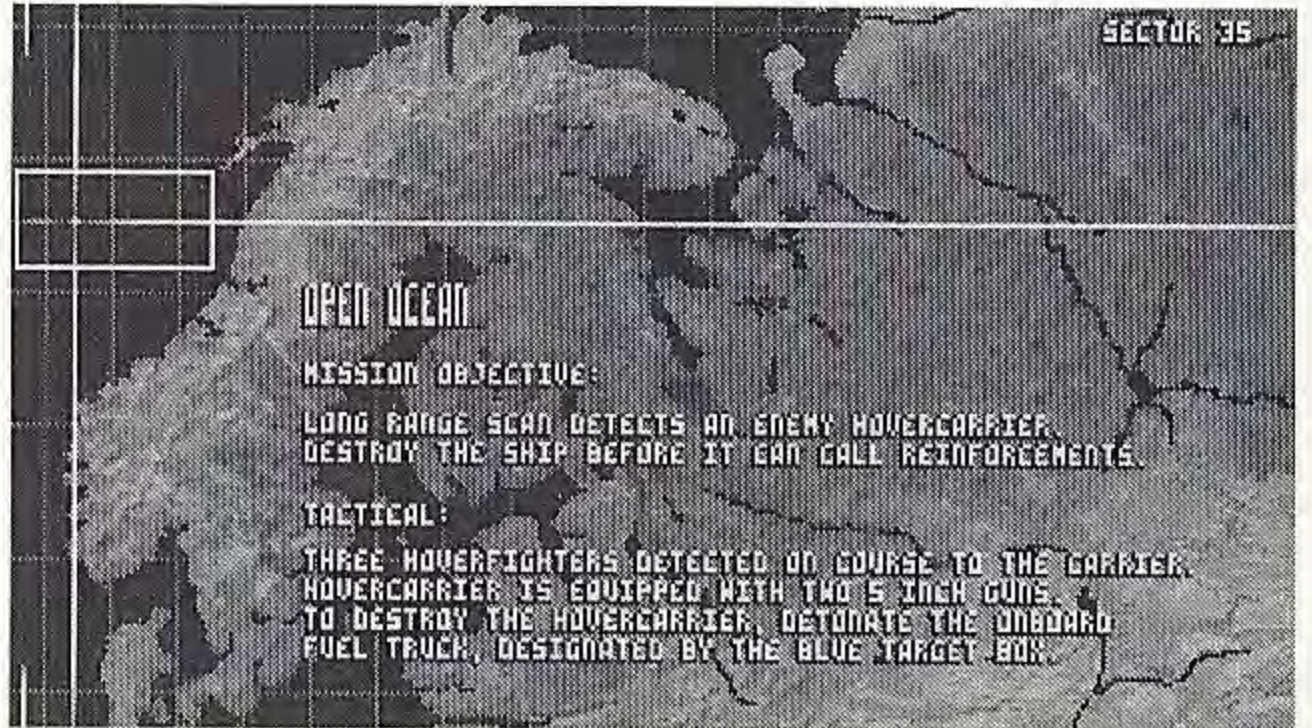 SECTOR 35
OPEN OCEAN
MISSION OBJECTIVE:
LONG RANGE SCAN DETECTS AN ENEMY HOVERCARRIER.
DESTROY THE SHIP BEFORE IT CAN CALL REINFORCEMENTS.
TACTICAL:
THREE HOVERFIGHTERS DETECTED ON COURSE TO THE CARRIER.
HOVERCARRIER IS EQUIPPED WITH TWO 5 INCH GUNS.
TO DESTROY THE HOVERCARRIER, DETONATE THE ONBOARD
FUEL TRUCK, DESIGNATED BY THE BLUE TARGET BOX.